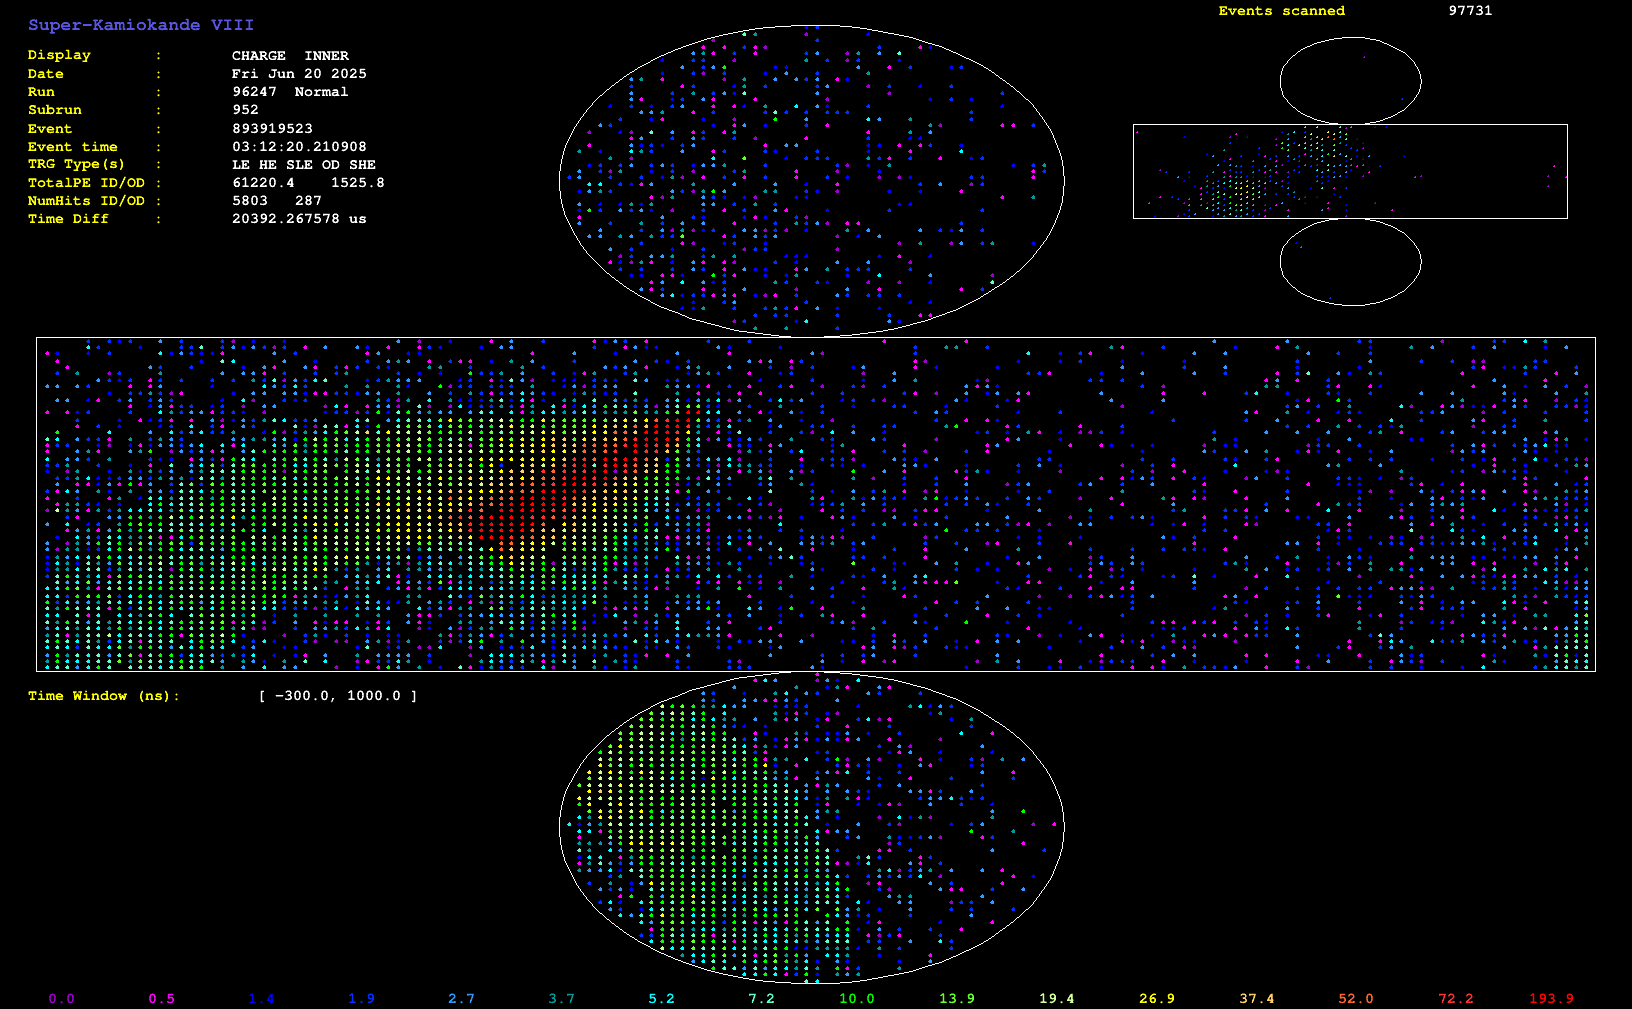 Super-Kamiokande VIII
Events scanned 97731
Display : CHARGE INNER
Date : Fri Jun 20 2025
Run : 96247 Normal
Subrun : 952
Event : 893919523
Event time : 03:12:20.210908
TRG Type(s) : LE HE SLE OD SHE
TotalPE ID/OD : 61220.4 1525.8
NumHits ID/OD : 5803 287
Time Diff : 20392.267578 us
Time Window (ns): [ -300.0, 1000.0 ]
0.0 0.5 1.4 1.9 2.7 3.7 5.2 7.2 10.0 13.9 19.4 26.9 37.4 52.0 72.2 193.9